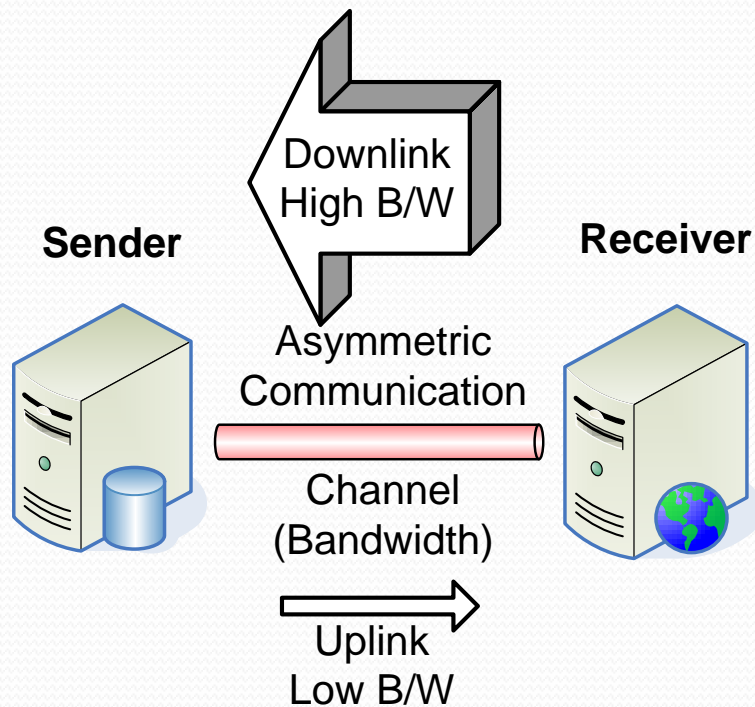 Downlink
High B/W
Sender
Receiver
Asymmetric
Communication
Channel
(Bandwidth)
Uplink
Low B/W